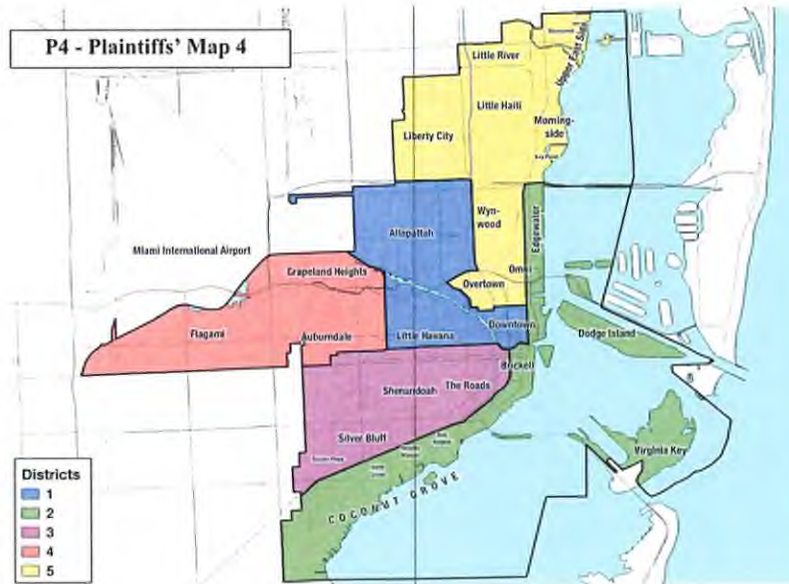 P4 - Plaintiffs' Map 4
Little River
Upper East Side
Little Haiti
Liberty City
Morning-
side
Bay Point
Allapattah
Wyn-
wood
Edgewater
Miami International Airport
Grapeland Heights
Omni
Overtown
Flagami
Auburndale
Little Havana
Downtown
Dodge Island
Brickell
Shenandoah
The Roads
Silver Bluff
Virginia Key
COCONUT GROVE
Districts
1
2
3
4
5